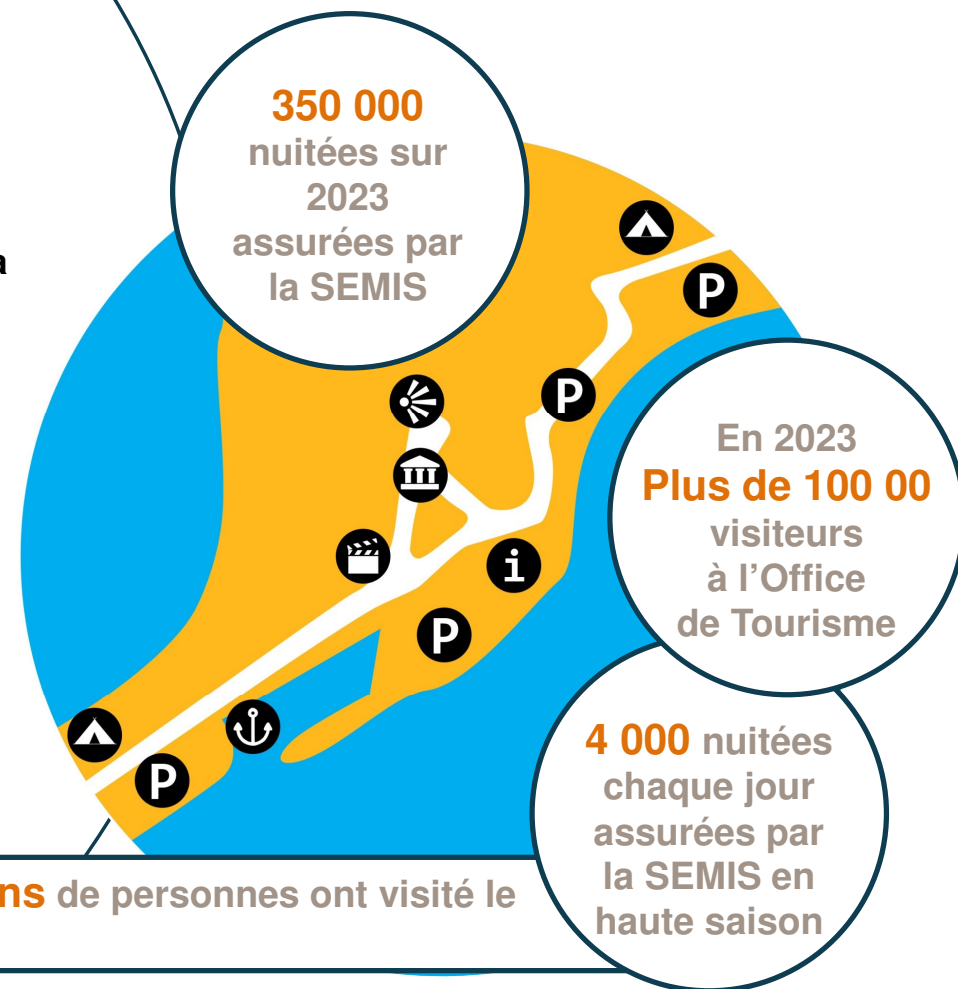 350 000
nuitées sur
2023
assurées par
la SEMIS
a
P
P
En 2023
Plus de 100 00
visiteurs
à l'Office
de Tourisme
i
P
4 000 nuitées
chaque jour
assurées par
la SEMIS en
haute saison
P
ns de personnes ont visité le